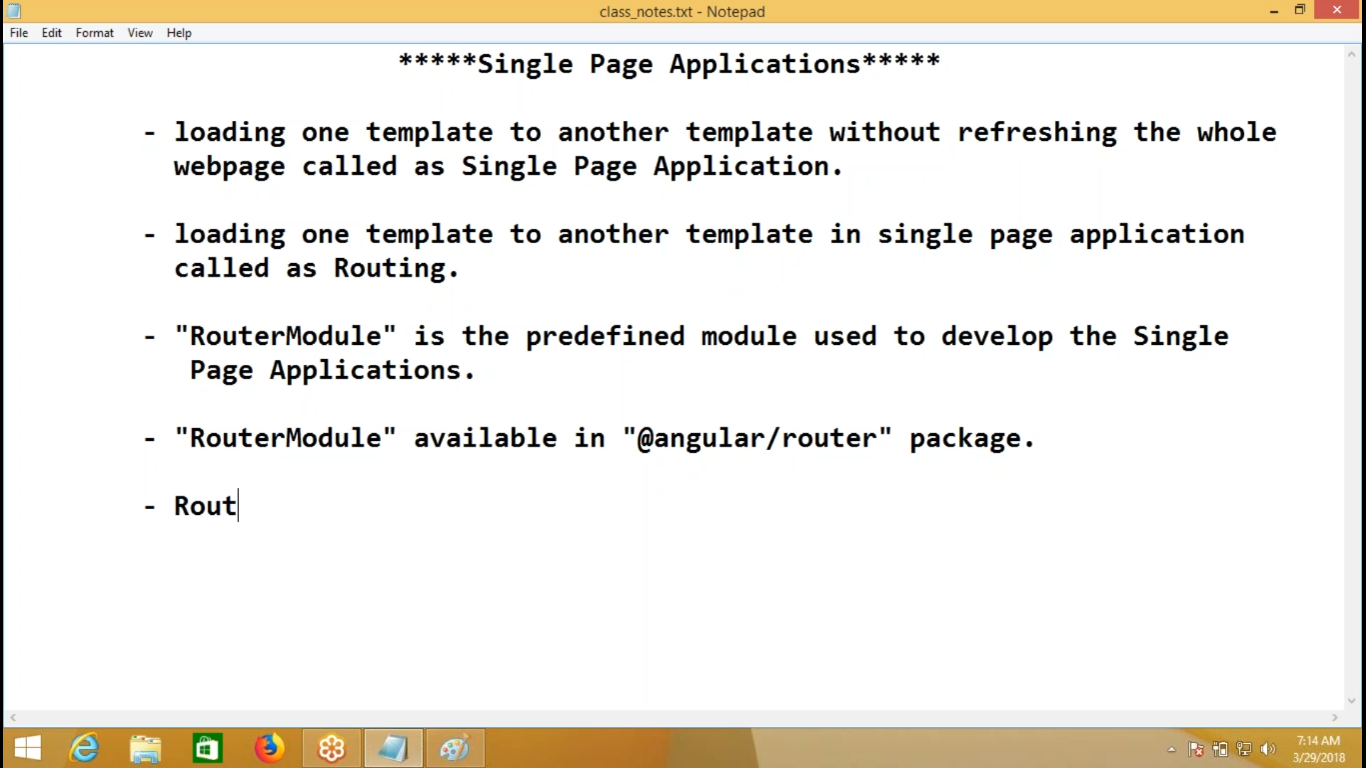 class_notes.txt - Notepad
File Edit Format View Help
*****Single Page Applications*****
- loading one template to another template without refreshing the whole
webpage called as Single Page Application.
- loading one template to another template in single page application
called as Routing.
- "RouterModule" is the predefined module used to develop the Single
Page Applications.
- "RouterModule" available in "@angular/router" package.
- Rout
7:14 AM
3/29/2018